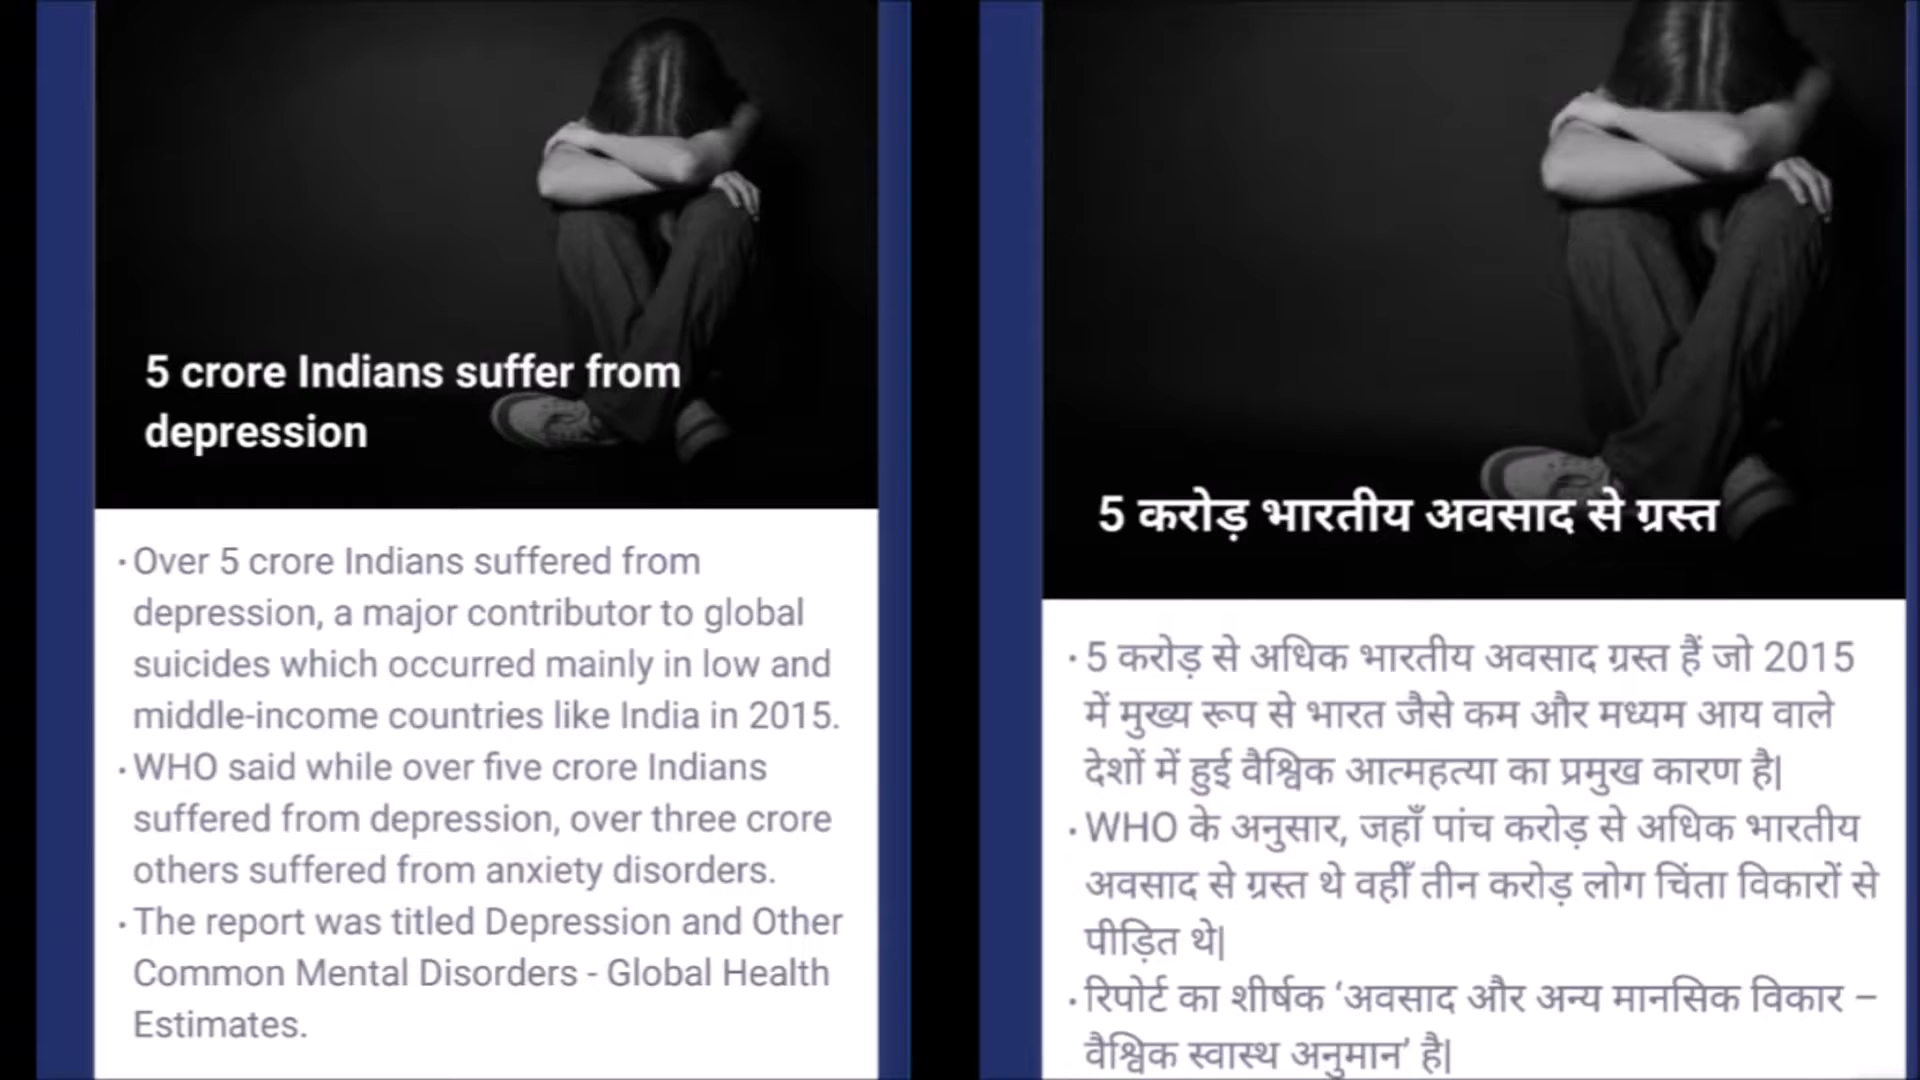 5 crore Indians suffer from
depression
· Over 5 crore Indians suffered from
depression, a major contributor to global
suicides which occurred mainly in low and
middle-income countries like India in 2015.
· WHO said while over five crore Indians
suffered from depression, over three crore
others suffered from anxiety disorders.
· The report was titled Depression and Other
Common Mental Disorders - Global Health
Estimates.
5 करोड़ भारतीय अवसाद से ग्रस्त
· 5 करोड़ से अधिक भारतीय अवसाद ग्रस्त हैं जो 2015
में मुख्य रूप से भारत जैसे कम और मध्यम आय वाले
देशों में हुई वैश्विक आत्महत्या का प्रमुख कारण है|
· WHO के अनुसार, जहाँ पांच करोड़ से अधिक भारतीय
अवसाद से ग्रस्त थे वहीँ तीन करोड़ लोग चिंता विकारों से
पीड़ित थे|
· रिपोर्ट का शीर्षक ‘अवसाद और अन्य मानसिक विकार –
वैश्विक स्वास्थ अनुमान’ है|